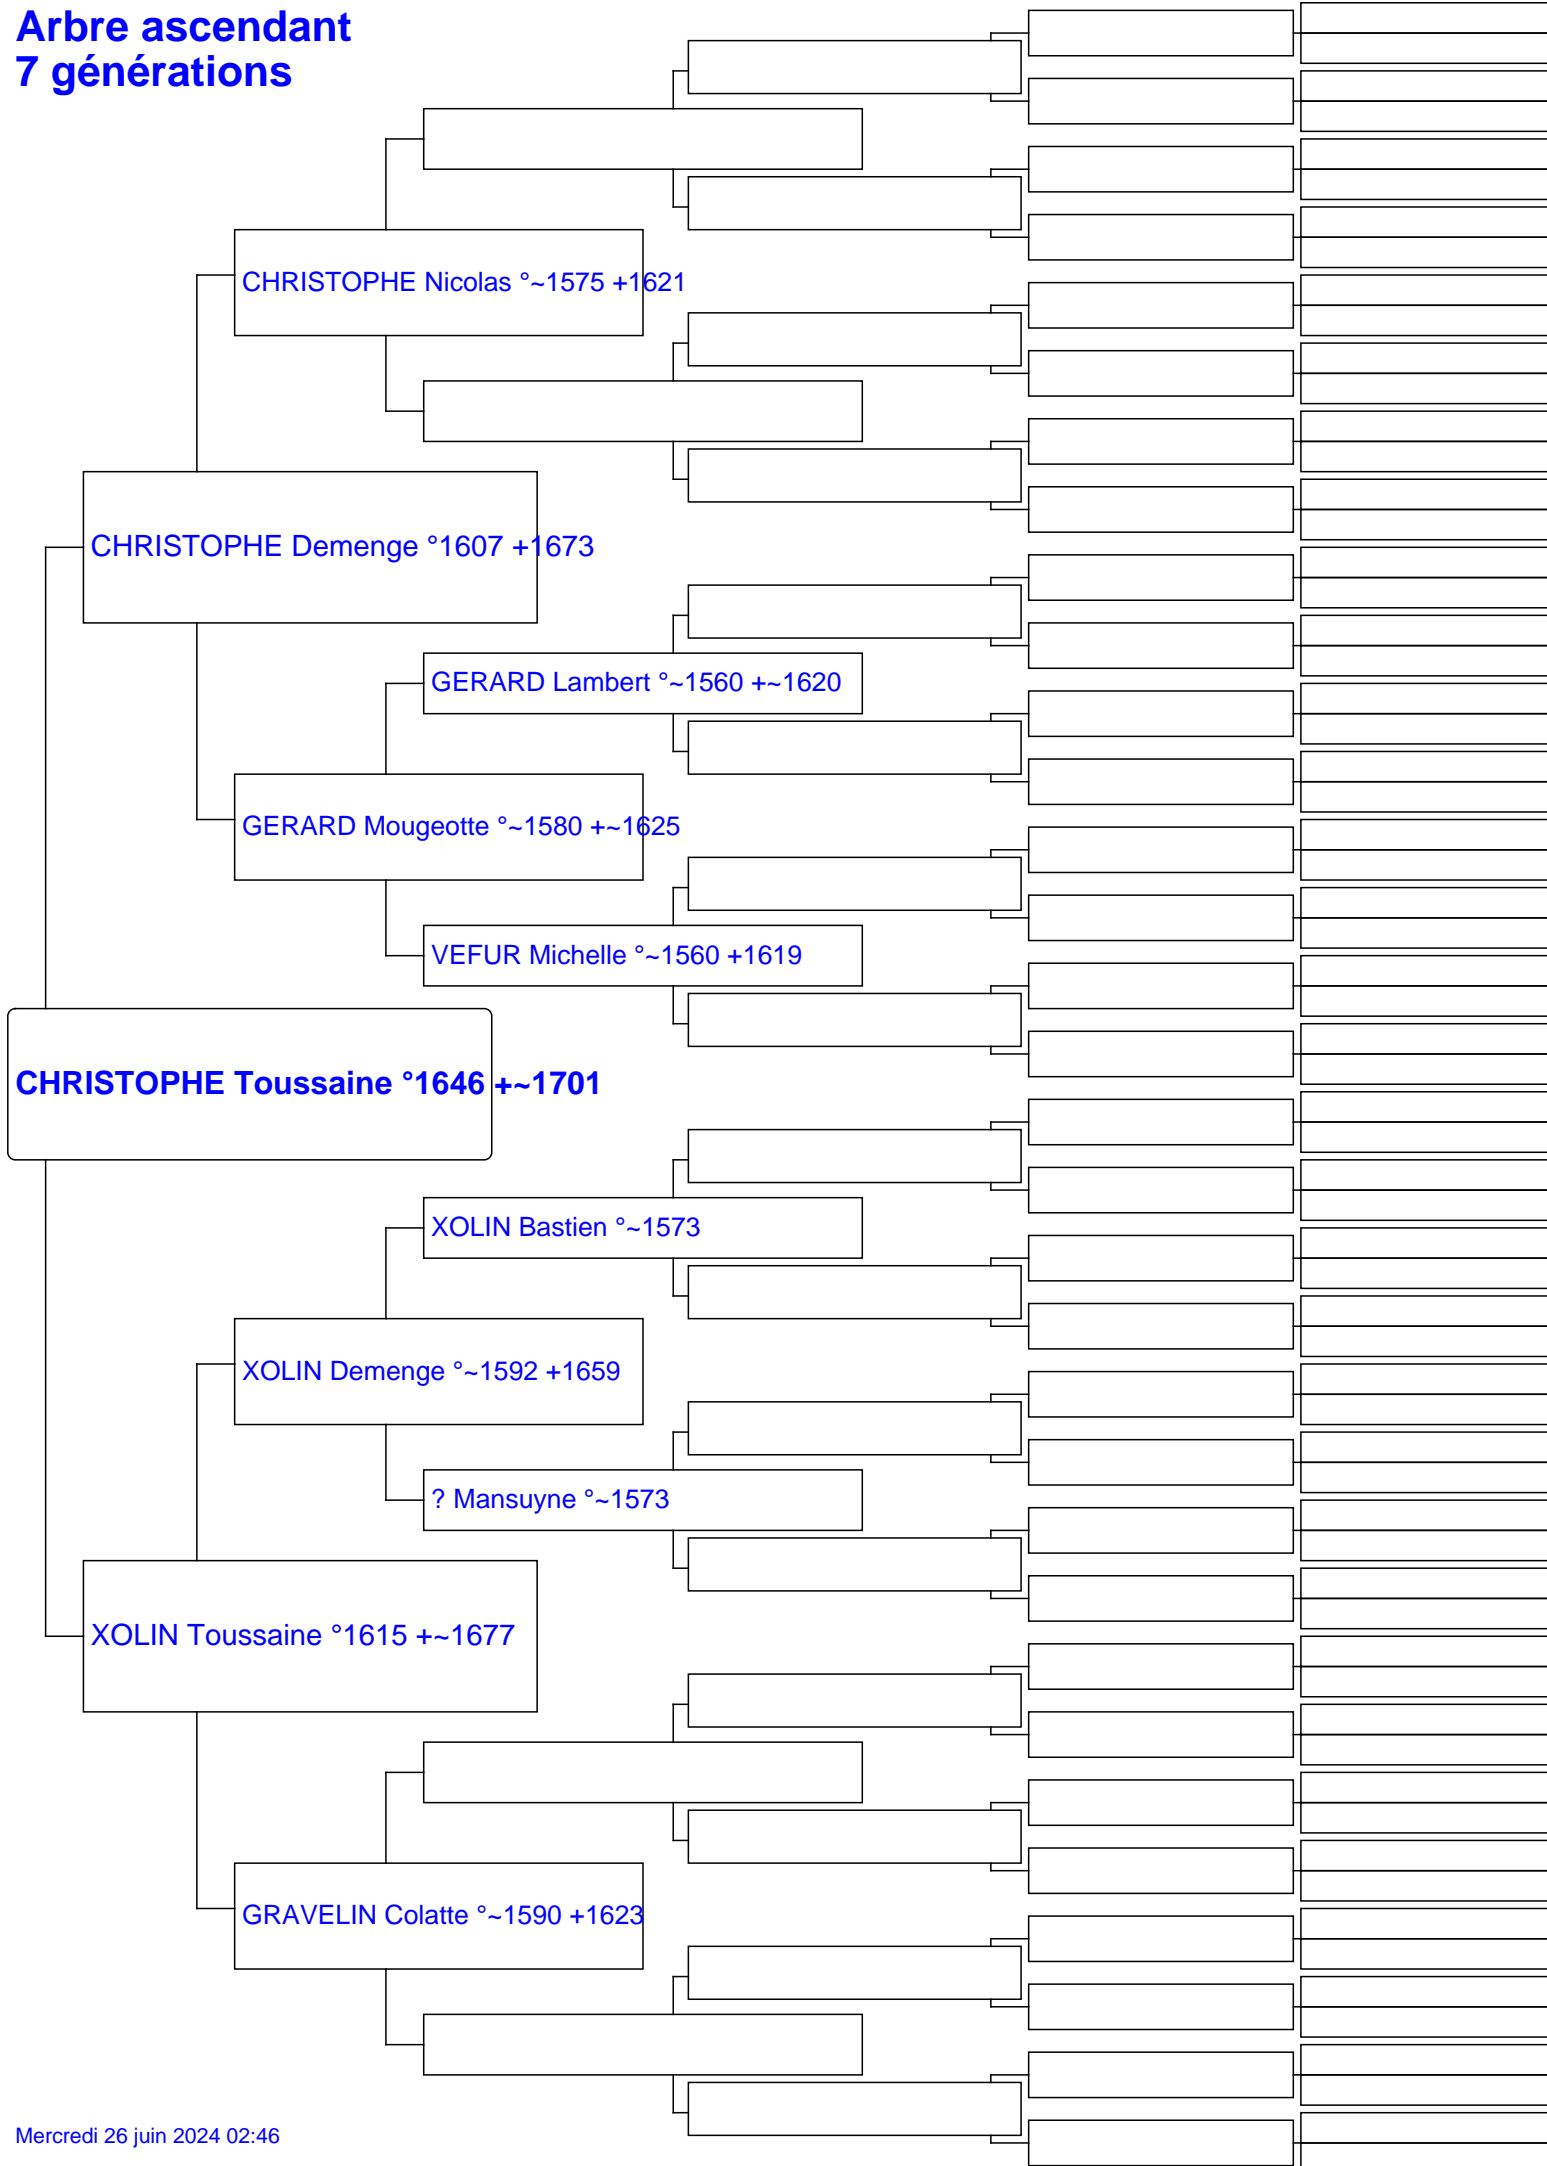 Arbre ascendant
7 générations
CHRISTOPHE Nicolas °~1575 +1621
CHRISTOPHE Demenge °1607 +1673
GERARD Lambert °~1560 +~1620
GERARD Mougeotte °~1580 +~1625
VEFUR Michelle °~1560 +1619
CHRISTOPHE Toussaine °1646 +~1701
XOLIN Bastien °~1573
XOLIN Demenge °~1592 +1659
? Mansuyne °~1573
XOLIN Toussaine °1615 +~1677
GRAVELIN Colatte °~1590 +1623
Mercredi 26 juin 2024 02:46